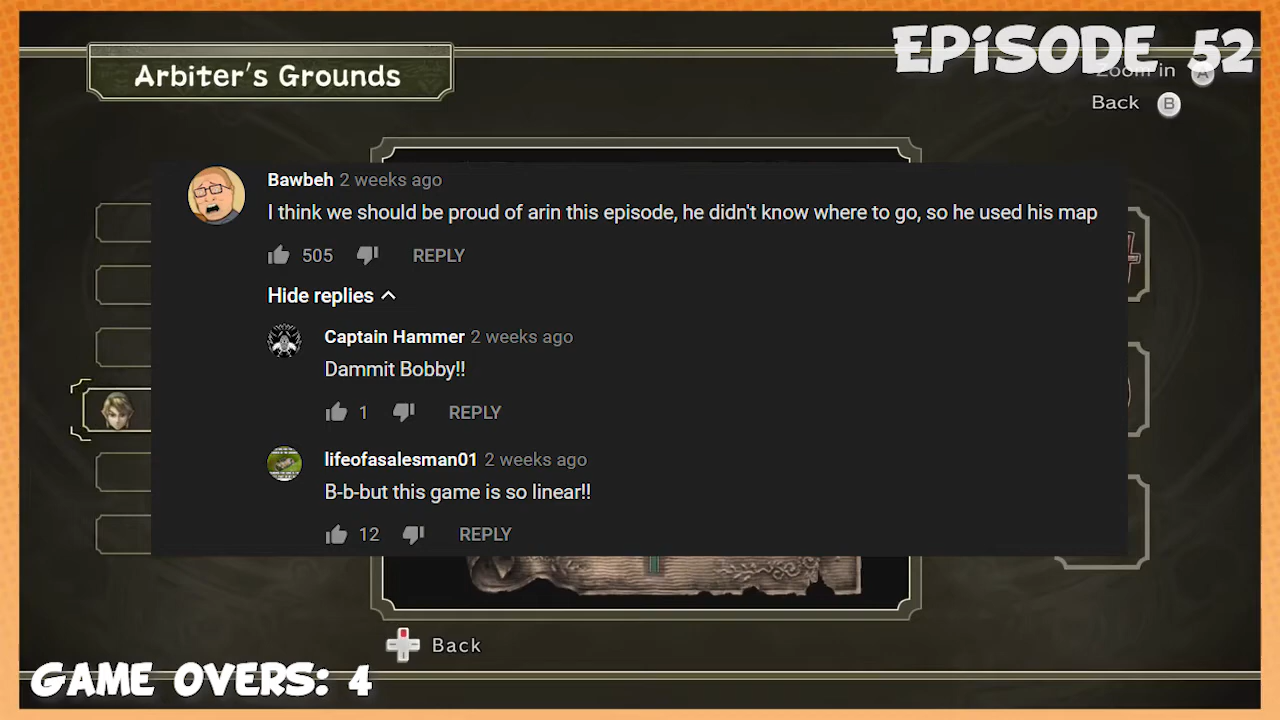 EPISODE 52
Arbiter's Grounds
Zoom in A
Back B
Bawbeh 2 weeks ago
I think we should be proud of arin this episode, he didn't know where to go, so he used his map
505 REPLY
Hide replies
Captain Hammer 2 weeks ago
Dammit Bobby!!
1 REPLY
lifeofasalesman01 2 weeks ago
B-b-but this game is so linear!!
12 REPLY
Back
GAME OVERS: 4